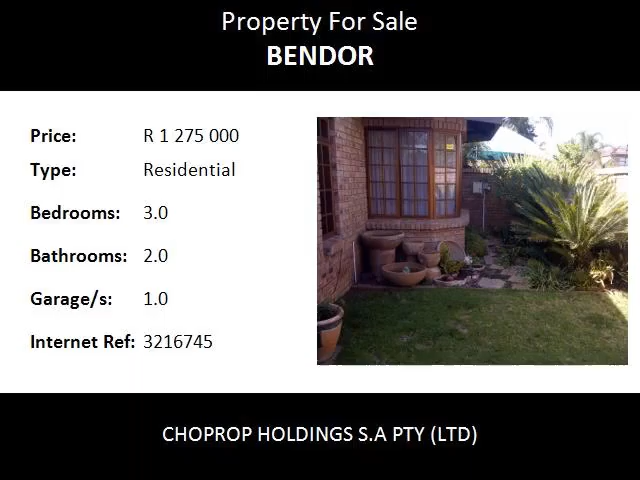 Property For Sale
BENDOR
Price: R 1 275 000
Type: Residential
Bedrooms: 3.0
Bathrooms: 2.0
Garage/s: 1.0
Internet Ref: 3216745
CHOPROP HOLDINGS S.A PTY (LTD)